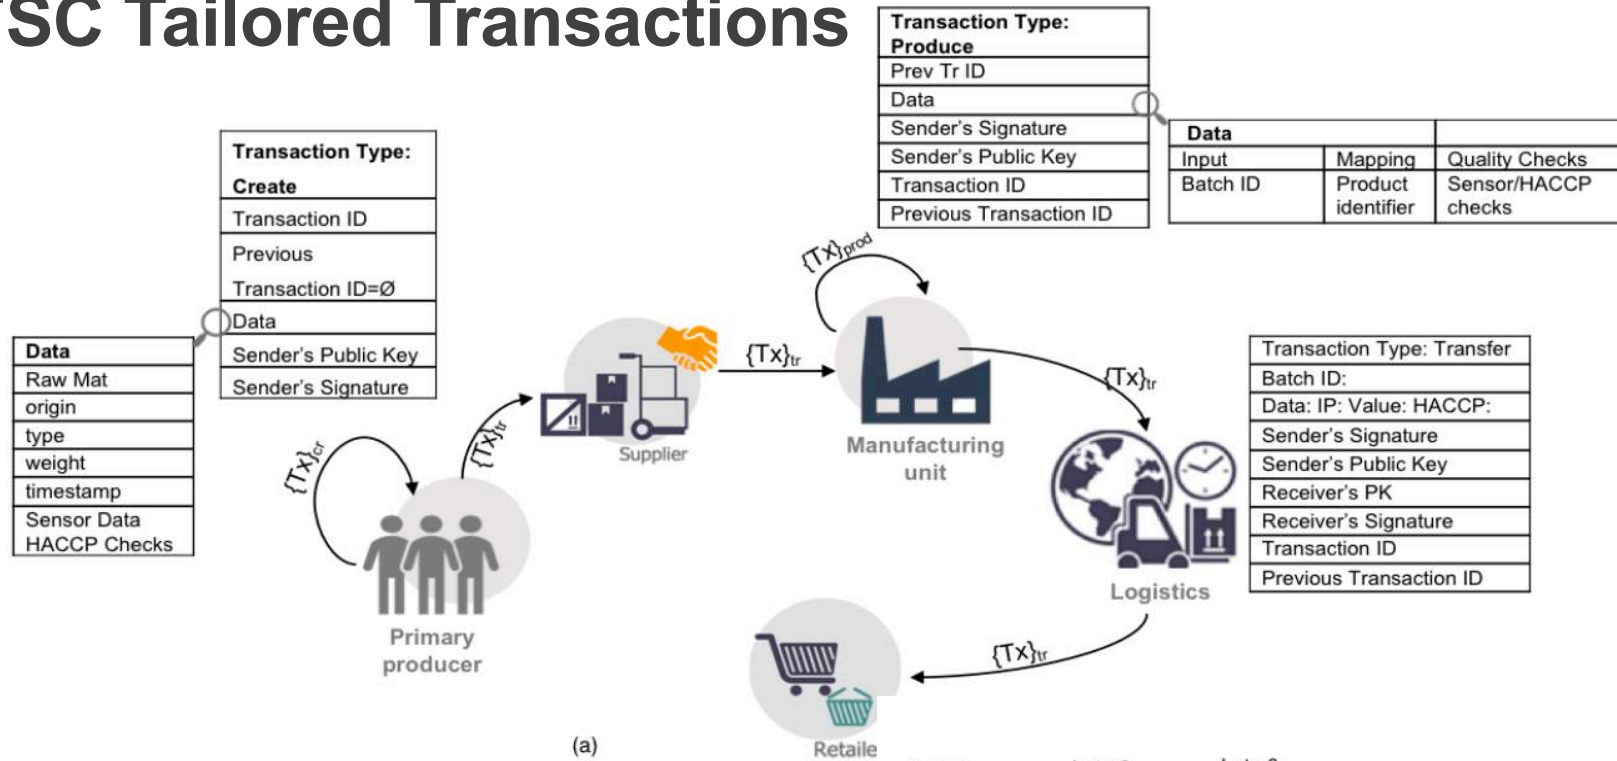 SC Tailored Transactions
Transaction Type:
Produce
Prev Tr ID
Data
Sender's Signature
Sender's Public Key
Transaction ID
Previous Transaction ID
Data
Input Mapping Quality Checks
Batch ID Product Sensor/HACCP
identifier checks
Transaction Type:
Create
Transaction ID
Previous
Transaction ID=Ø
Data
Sender's Public Key
Sender's Signature
Data
Raw Mat
origin
type
weight
timestamp
Sensor Data
HACCP Checks
{Tx}cr
{Tx}tr
Primary
producer
Supplier
{Tx}tr
{Tx}prod
Manufacturing
unit
{Tx}tr
Transaction Type: Transfer
Batch ID:
Data: IP: Value: HACCP:
Sender's Signature
Sender's Public Key
Receiver's PK
Receiver's Signature
Transaction ID
Previous Transaction ID
Logistics
{Tx}tr
Retaile
(a)